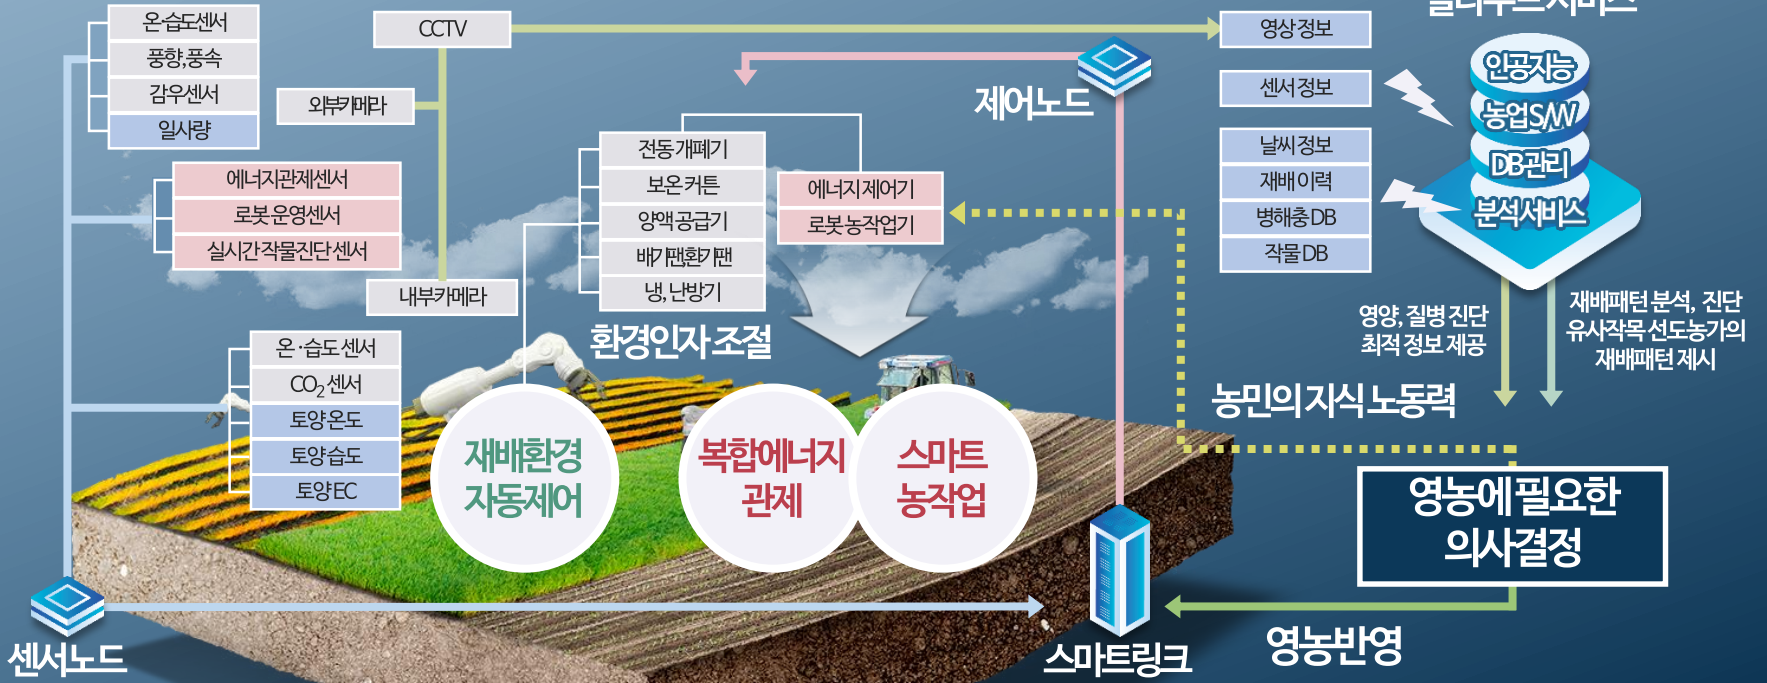 온·습도센서
풍향,풍속
감우센서
일사량
에너지관제센서
로봇 운영센서
실시간 작물진단 센서
온·습도 센서
CO₂ 센서
토양 온도
토양 습도
토양 EC
센서노드
CCTV
외부카메라
내부카메라
전동 개폐기
보온 커튼
양액 공급기
배기팬,환기팬
냉, 난방기
환경인자 조절
에너지 제어기
로봇 농작업기
제어노드
재배환경
자동제어
복합에너지
관제
스마트
농작업
스마트링크
영상 정보
센서 정보
날씨 정보
재배 이력
병해충 DB
작물 DB
클라우드 서비스
인공지능
농업 S/W
DB 관리
분석 서비스
영양, 질병 진단
최적 정보 제공
재배패턴 분석, 진단
유사작목 선도농가의
재배패턴 제시
농민의 지식 노동력
영농에 필요한
의사결정
영농반영